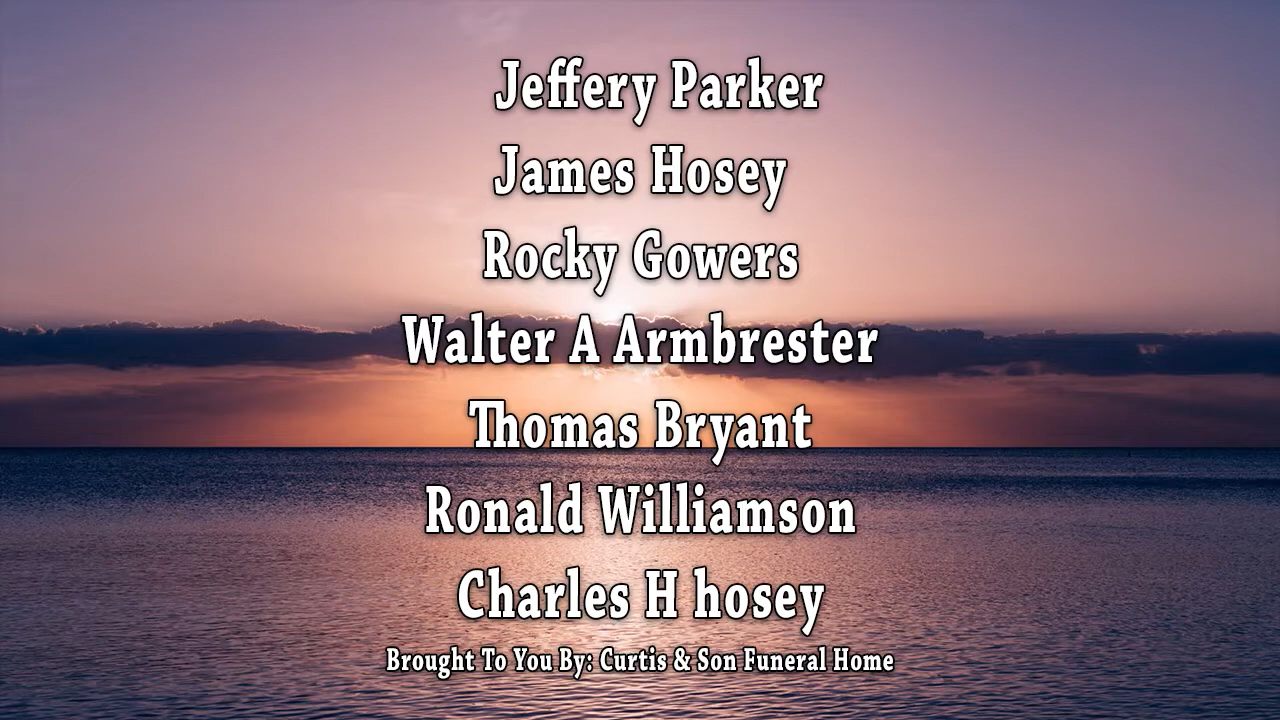 Jeffery Parker
James Hosey
Rocky Gowers
Walter A Armbrester
Thomas Bryant
Ronald Williamson
Charles H hosey
Brought To You By: Curtis & Son Funeral Home